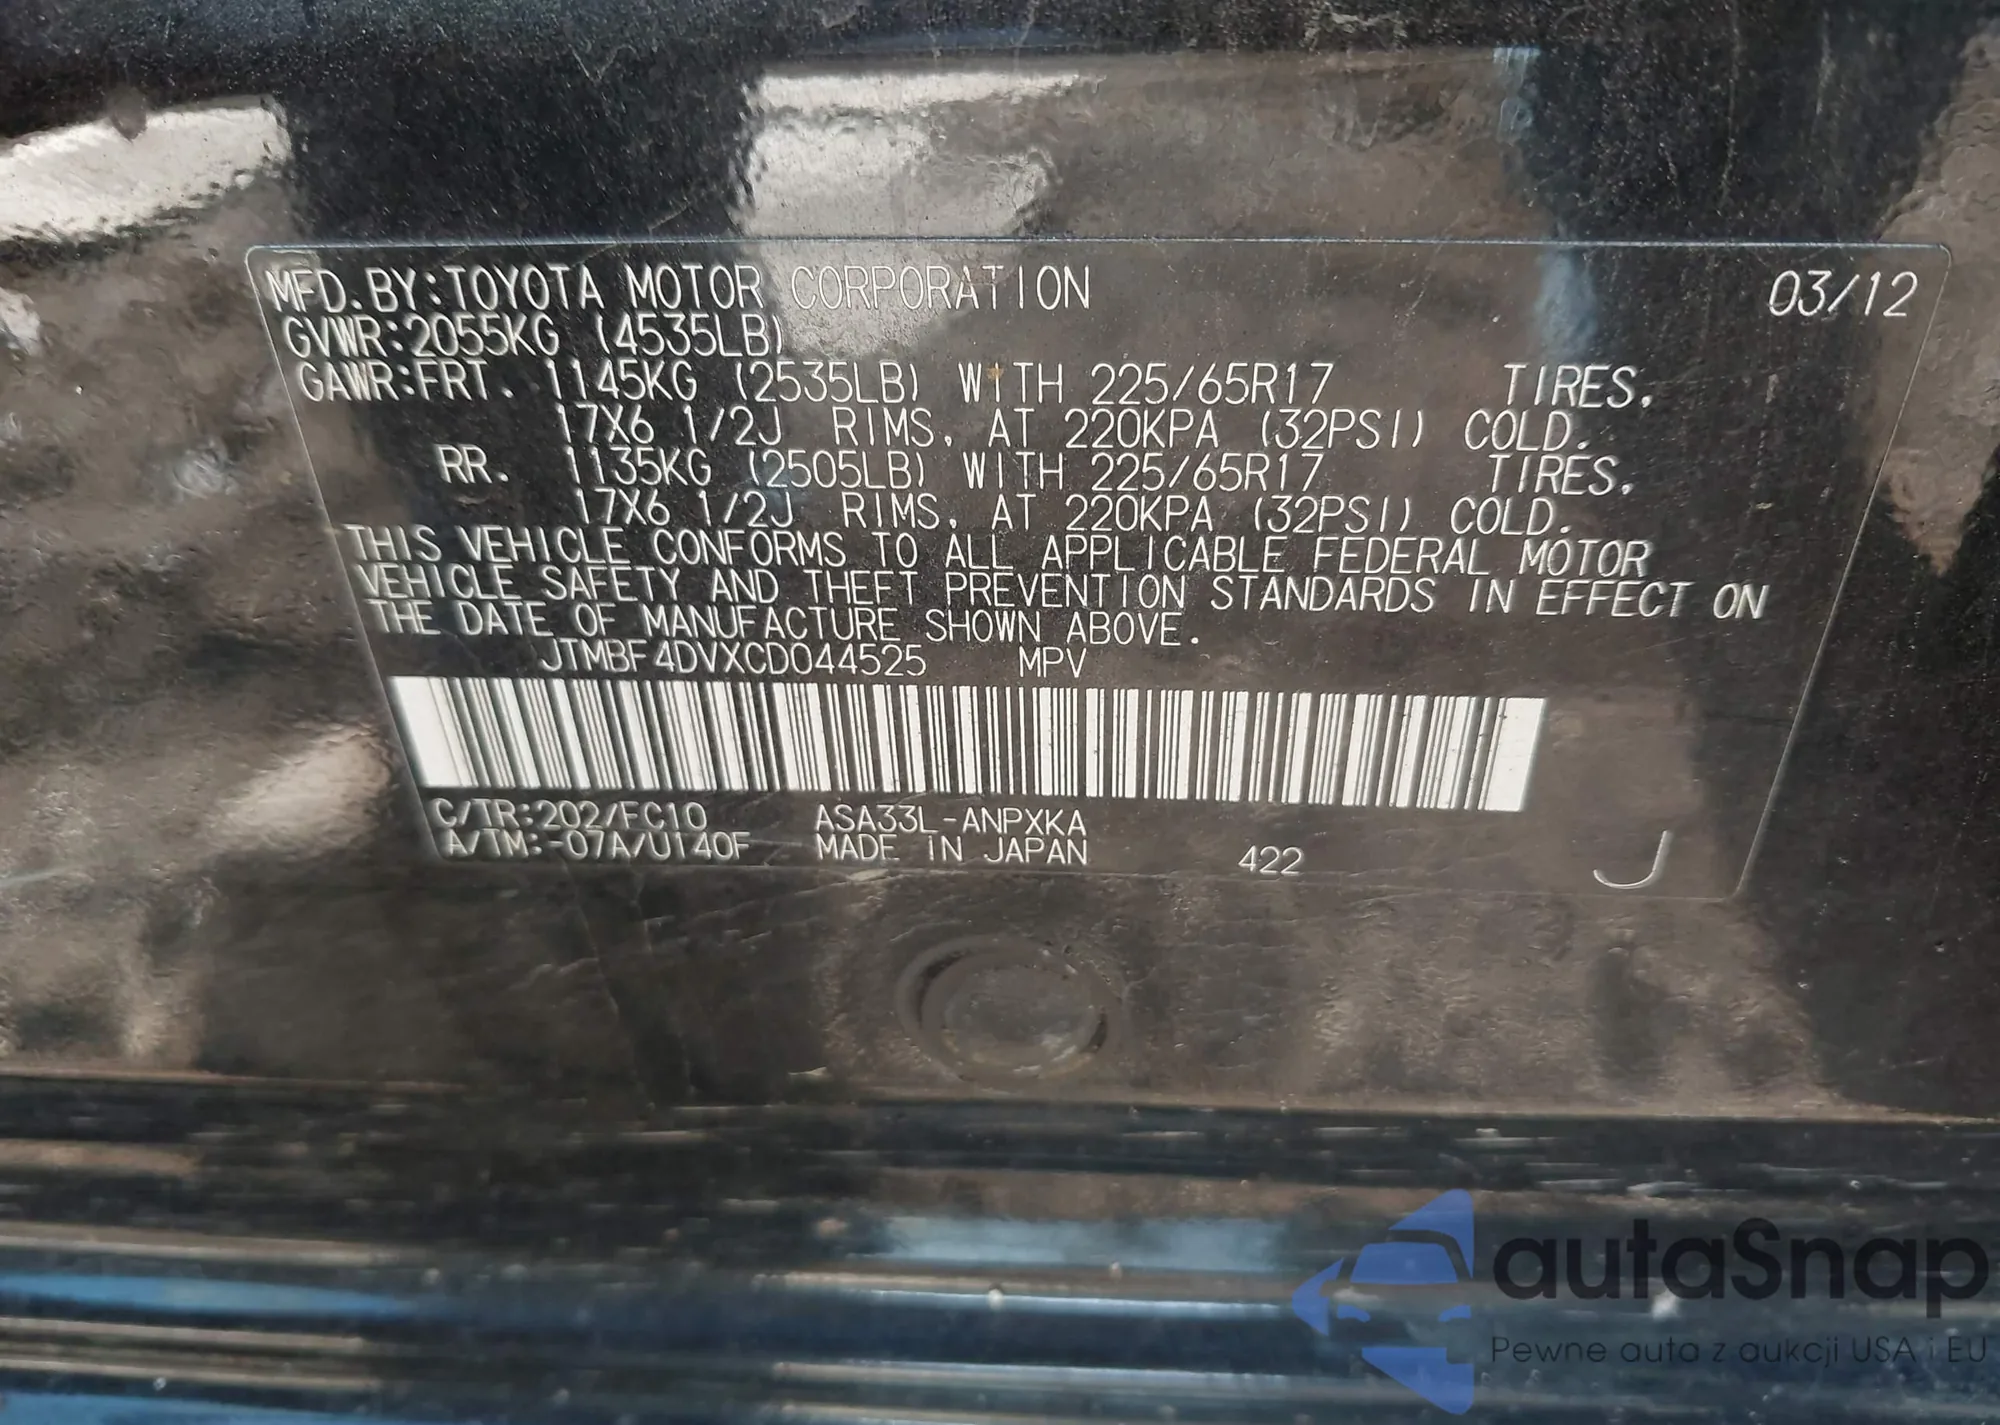 MFD. BY:TOYOTA MOTOR CORPORATION 03/12
GVWR:2055KG (4535LB)
GAWR:FRT. 1145KG (2535LB) WITH 225/65R17 TIRES,
17X6 1/2J RIMS, AT 220KPA (32PSI) COLD.
RR. 1135KG (2505LB) WITH 225/65R17 TIRES,
17X6 1/2J RIMS, AT 220KPA (32PSI) COLD.
THIS VEHICLE CONFORMS TO ALL APPLICABLE FEDERAL MOTOR
VEHICLE SAFETY AND THEFT PREVENTION STANDARDS IN EFFECT ON
THE DATE OF MANUFACTURE SHOWN ABOVE.
JTMBF4DVXCD044525 MPV
C/TR:202/FC10 ASA33L-ANPXKA
A/TM:-07A/U140F MADE IN JAPAN 422 J
autaSnap
Pewne auta z aukcji USA i EU